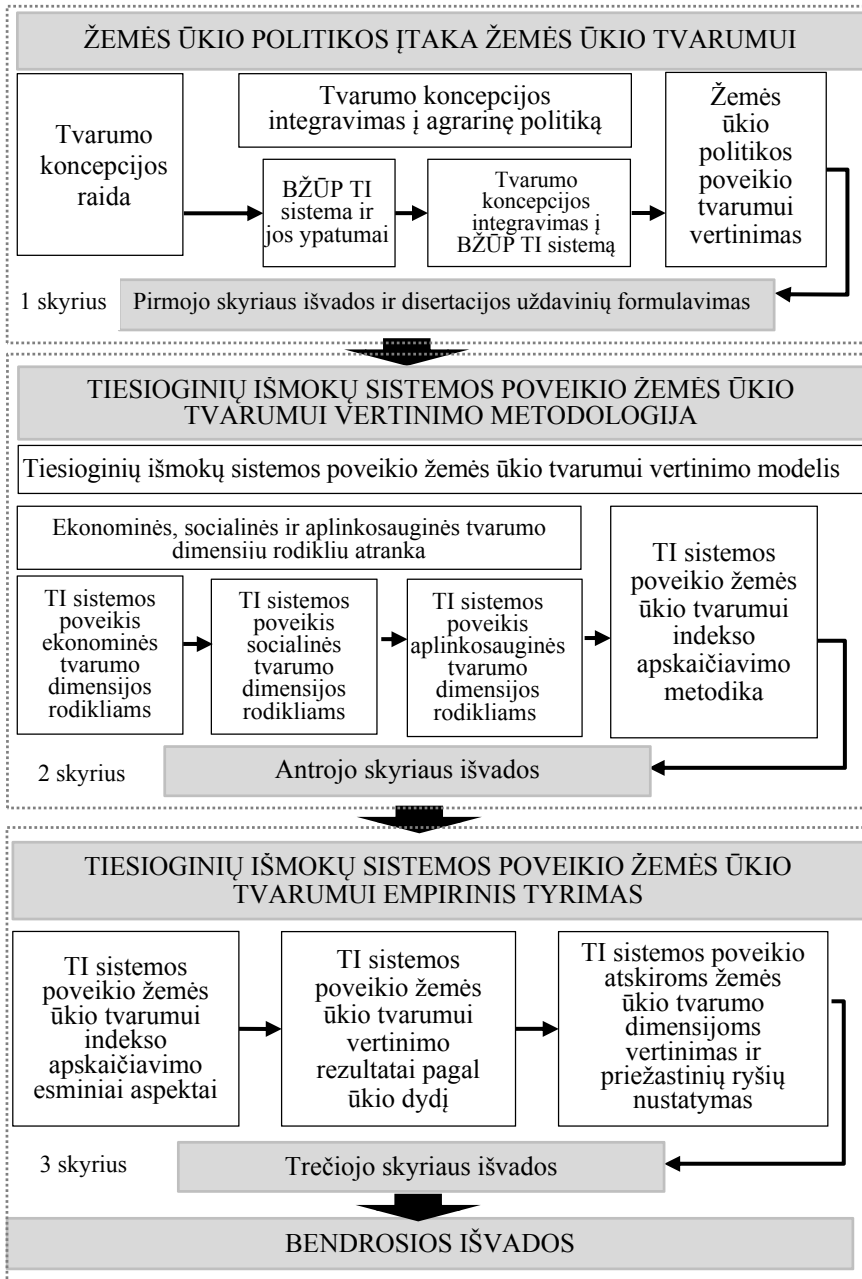 ŽEMĖS ŪKIO POLITIKOS ĮTAKA ŽEMĖS ŪKIO TVARUMUI
Tvarumo
koncepcijos
raida
Tvarumo koncepcijos
integravimas į agrarinę politiką
BŽŪP TI
sistema ir
jos ypatumai
Tvarumo
koncepcijos
integravimas į
BŽŪP TI sistemą
Žemės
ūkio
politikos
poveikio
tvarumui
vertinimas
1 skyrius
Pirmojo skyriaus išvados ir disertacijos uždavinių formulavimas
TIESIOGINIŲ IŠMOKŲ SISTEMOS POVEIKIO ŽEMĖS ŪKIO
TVARUMUI VERTINIMO METODOLOGIJA
Tiesioginių išmokų sistemos poveikio žemės ūkio tvarumui vertinimo modelis
Ekonominės, socialinės ir aplinkosauginės tvarumo
dimensiju rodikliu atranka
TI sistemos
poveikis
ekonominės
tvarumo
dimensijos
rodikliams
TI sistemos
poveikis
socialinės
tvarumo
dimensijos
rodikliams
TI sistemos
poveikis
aplinkosauginės
tvarumo
dimensijos
rodikliams
TI sistemos
poveikio žemės
ūkio tvarumui
indekso
apskaičiavimo
metodika
2 skyrius
Antrojo skyriaus išvados
TIESIOGINIŲ IŠMOKŲ SISTEMOS POVEIKIO ŽEMĖS ŪKIO
TVARUMUI EMPIRINIS TYRIMAS
TI sistemos
poveikio žemės
ūkio tvarumui
indekso
apskaičiavimo
esminiai aspektai
TI sistemos
poveikio žemės
ūkio tvarumui
vertinimo
rezultatai pagal
ūkio dydį
TI sistemos poveikio
atskiroms žemės
ūkio tvarumo
dimensijoms
vertinimas ir
priežastinių ryšių
nustatymas
3 skyrius
Trečiojo skyriaus išvados
BENDROSIOS IŠVADOS